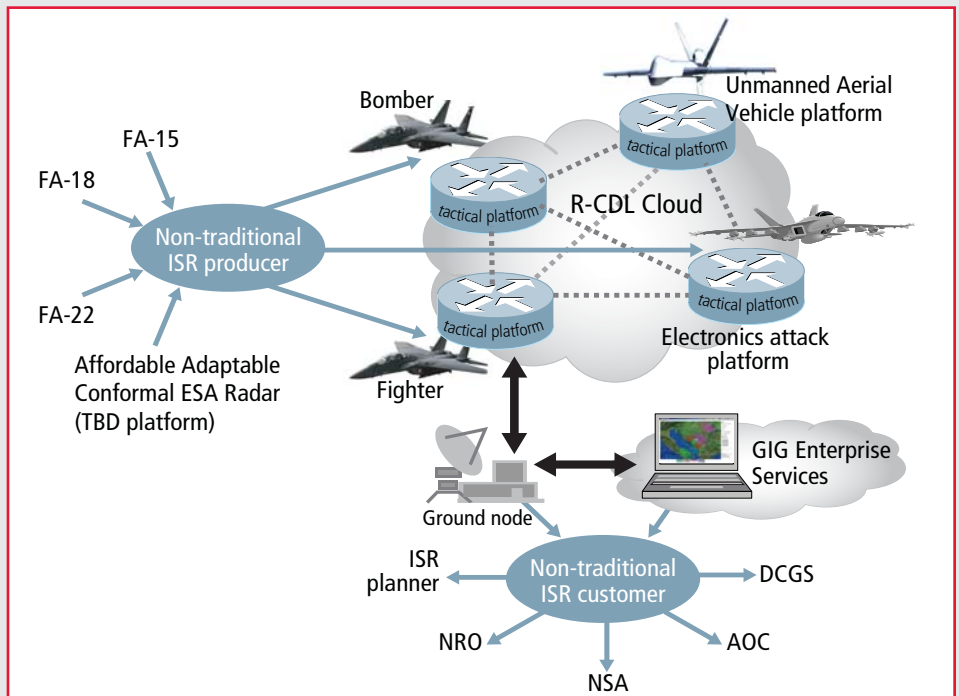 Bomber
Unmanned Aerial
Vehicle platform
FA-15
FA-18
FA-22
Non-traditional
ISR producer
Affordable Adaptable
Conformal ESA Radar
(TBD platform)
tactical platform
tactical platform
R-CDL Cloud
tactical platform
tactical platform
Electronics attack
platform
Fighter
GIG Enterprise
Services
Ground node
Non-traditional
ISR customer
ISR
planner
DCGS
NRO
AOC
NSA